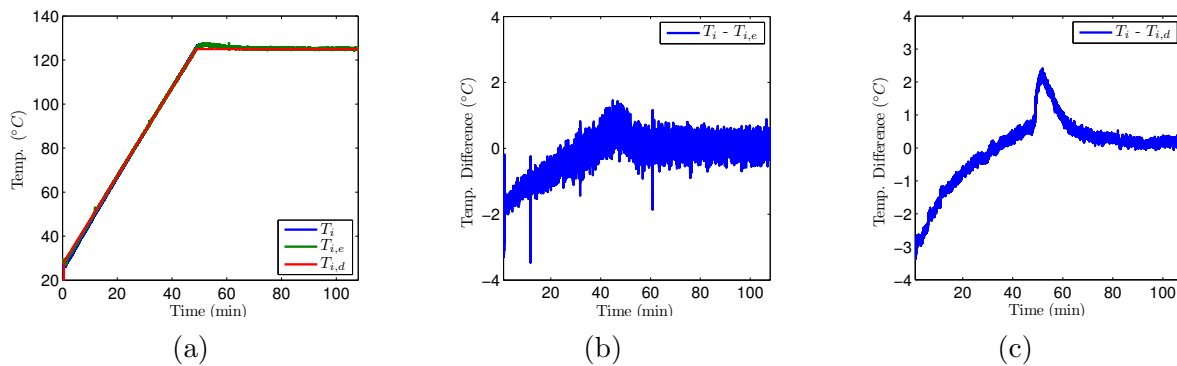 140
120
100
80
60
40
20
0 20 40 60 80 100
Temp. (°C)
Time (min)
T_i
T_{i,e}
T_{i,d}
(a)
4
2
0
−2
−4
20 40 60 80 100
Temp. Difference (°C)
Time (min)
T_i - T_{i,e}
(b)
4
3
2
1
0
−1
−2
−3
−4
20 40 60 80 100
Temp. Difference (°C)
Time (min)
T_i - T_{i,d}
(c)